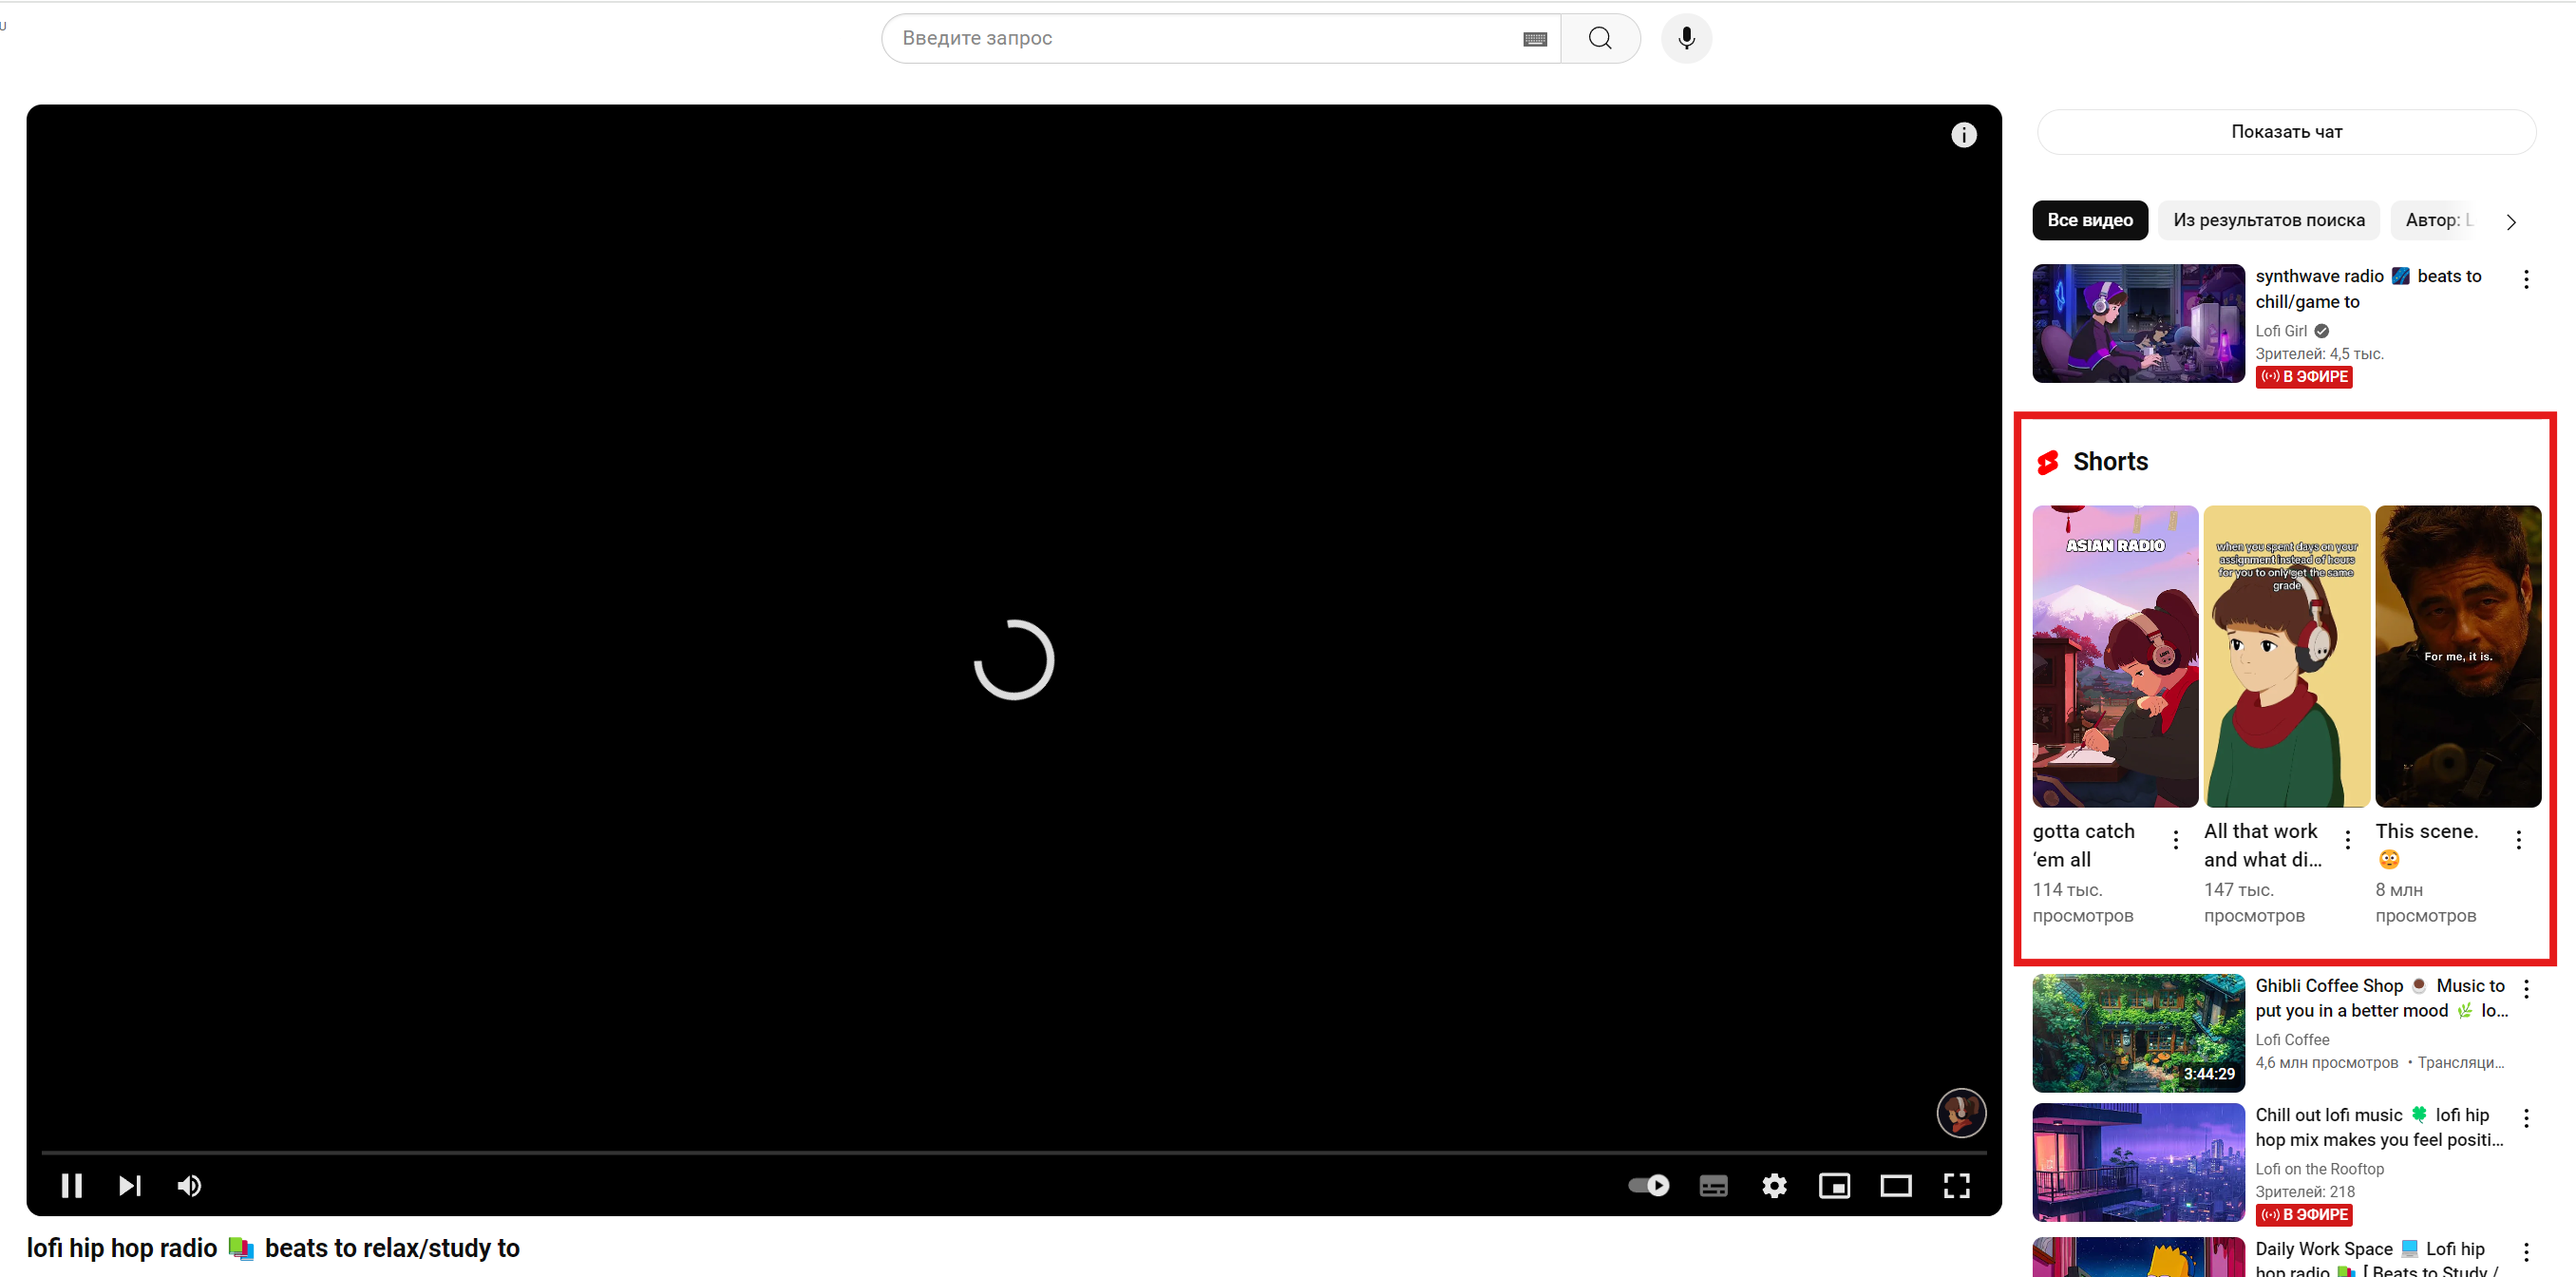 Введите запрос
Показать чат
Все видео
Из результатов поиска
Автор: L
synthwave radio 🌌 beats to
chill/game to
Lofi Girl
Зрителей: 4,5 тыс.
В ЭФИРЕ
Shorts
ASIAN RADIO
when you spent days on your
assignment instead of hours
for you to only get the same
grade
For me, it is.
gotta catch
‘em all
114 тыс.
просмотров
All that work
and what di...
147 тыс.
просмотров
This scene.
😳
8 млн
просмотров
3:44:29
Ghibli Coffee Shop ☕ Music to
put you in a better mood 🌿 lo...
Lofi Coffee
4,6 млн просмотров • Трансляци...
Chill out lofi music 🍀 lofi hip
hop mix makes you feel positi...
Lofi on the Rooftop
Зрителей: 218
В ЭФИРЕ
lofi hip hop radio 📚 beats to relax/study to
Daily Work Space 💻 Lofi hip
hop radio 📚 [ Beats to Study /